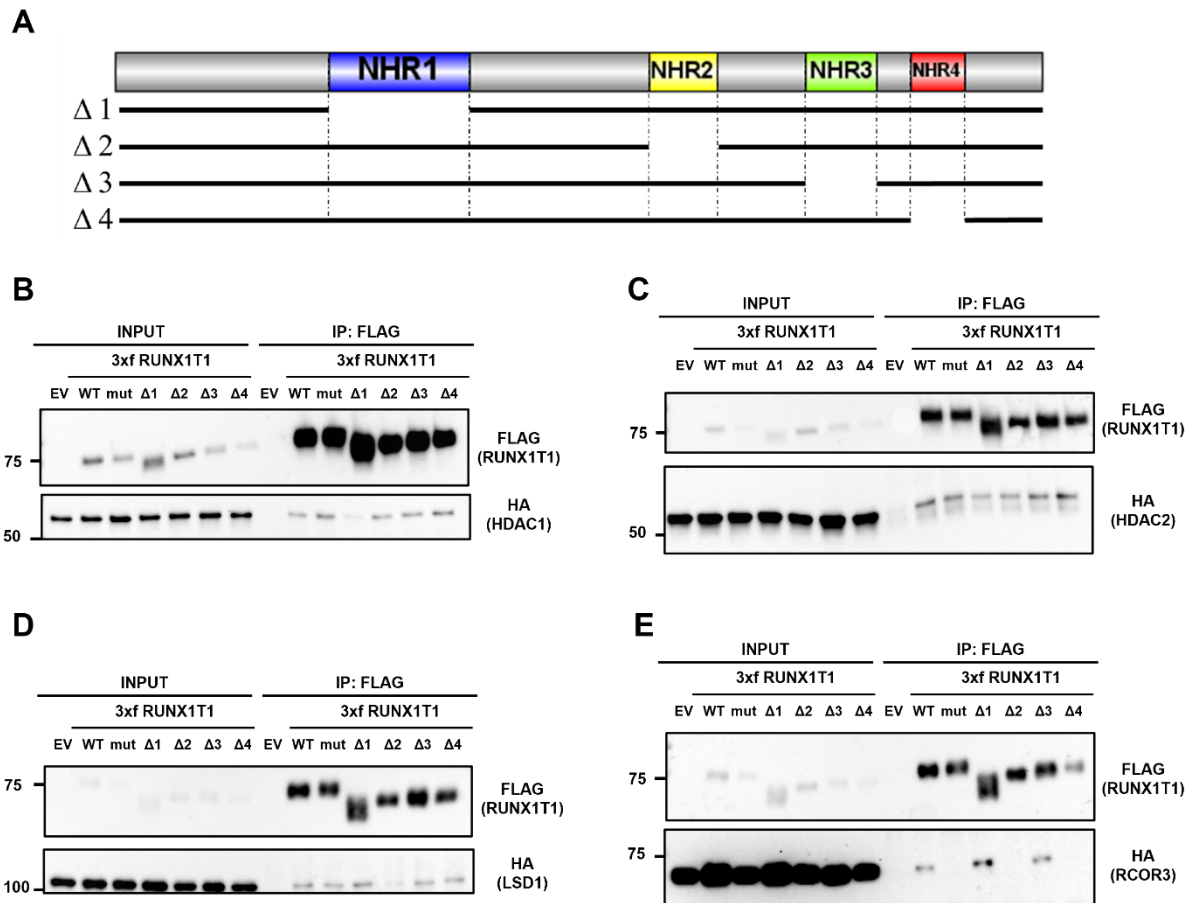 A
NHR1 NHR2 NHR3 NHR4
Δ 1
Δ 2
Δ 3
Δ 4
B
INPUT IP: FLAG
3xf RUNX1T1 3xf RUNX1T1
EV WT mut Δ1 Δ2 Δ3 Δ4 EV WT mut Δ1 Δ2 Δ3 Δ4
75
FLAG
(RUNX1T1)
50
HA
(HDAC1)
C
INPUT IP: FLAG
3xf RUNX1T1 3xf RUNX1T1
EV WT mut Δ1 Δ2 Δ3 Δ4 EV WT mut Δ1 Δ2 Δ3 Δ4
75
FLAG
(RUNX1T1)
50
HA
(HDAC2)
D
INPUT IP: FLAG
3xf RUNX1T1 3xf RUNX1T1
EV WT mut Δ1 Δ2 Δ3 Δ4 EV WT mut Δ1 Δ2 Δ3 Δ4
75
FLAG
(RUNX1T1)
100
HA
(LSD1)
E
INPUT IP: FLAG
3xf RUNX1T1 3xf RUNX1T1
EV WT mut Δ1 Δ2 Δ3 Δ4 EV WT mut Δ1 Δ2 Δ3 Δ4
75
FLAG
(RUNX1T1)
75
HA
(RCOR3)